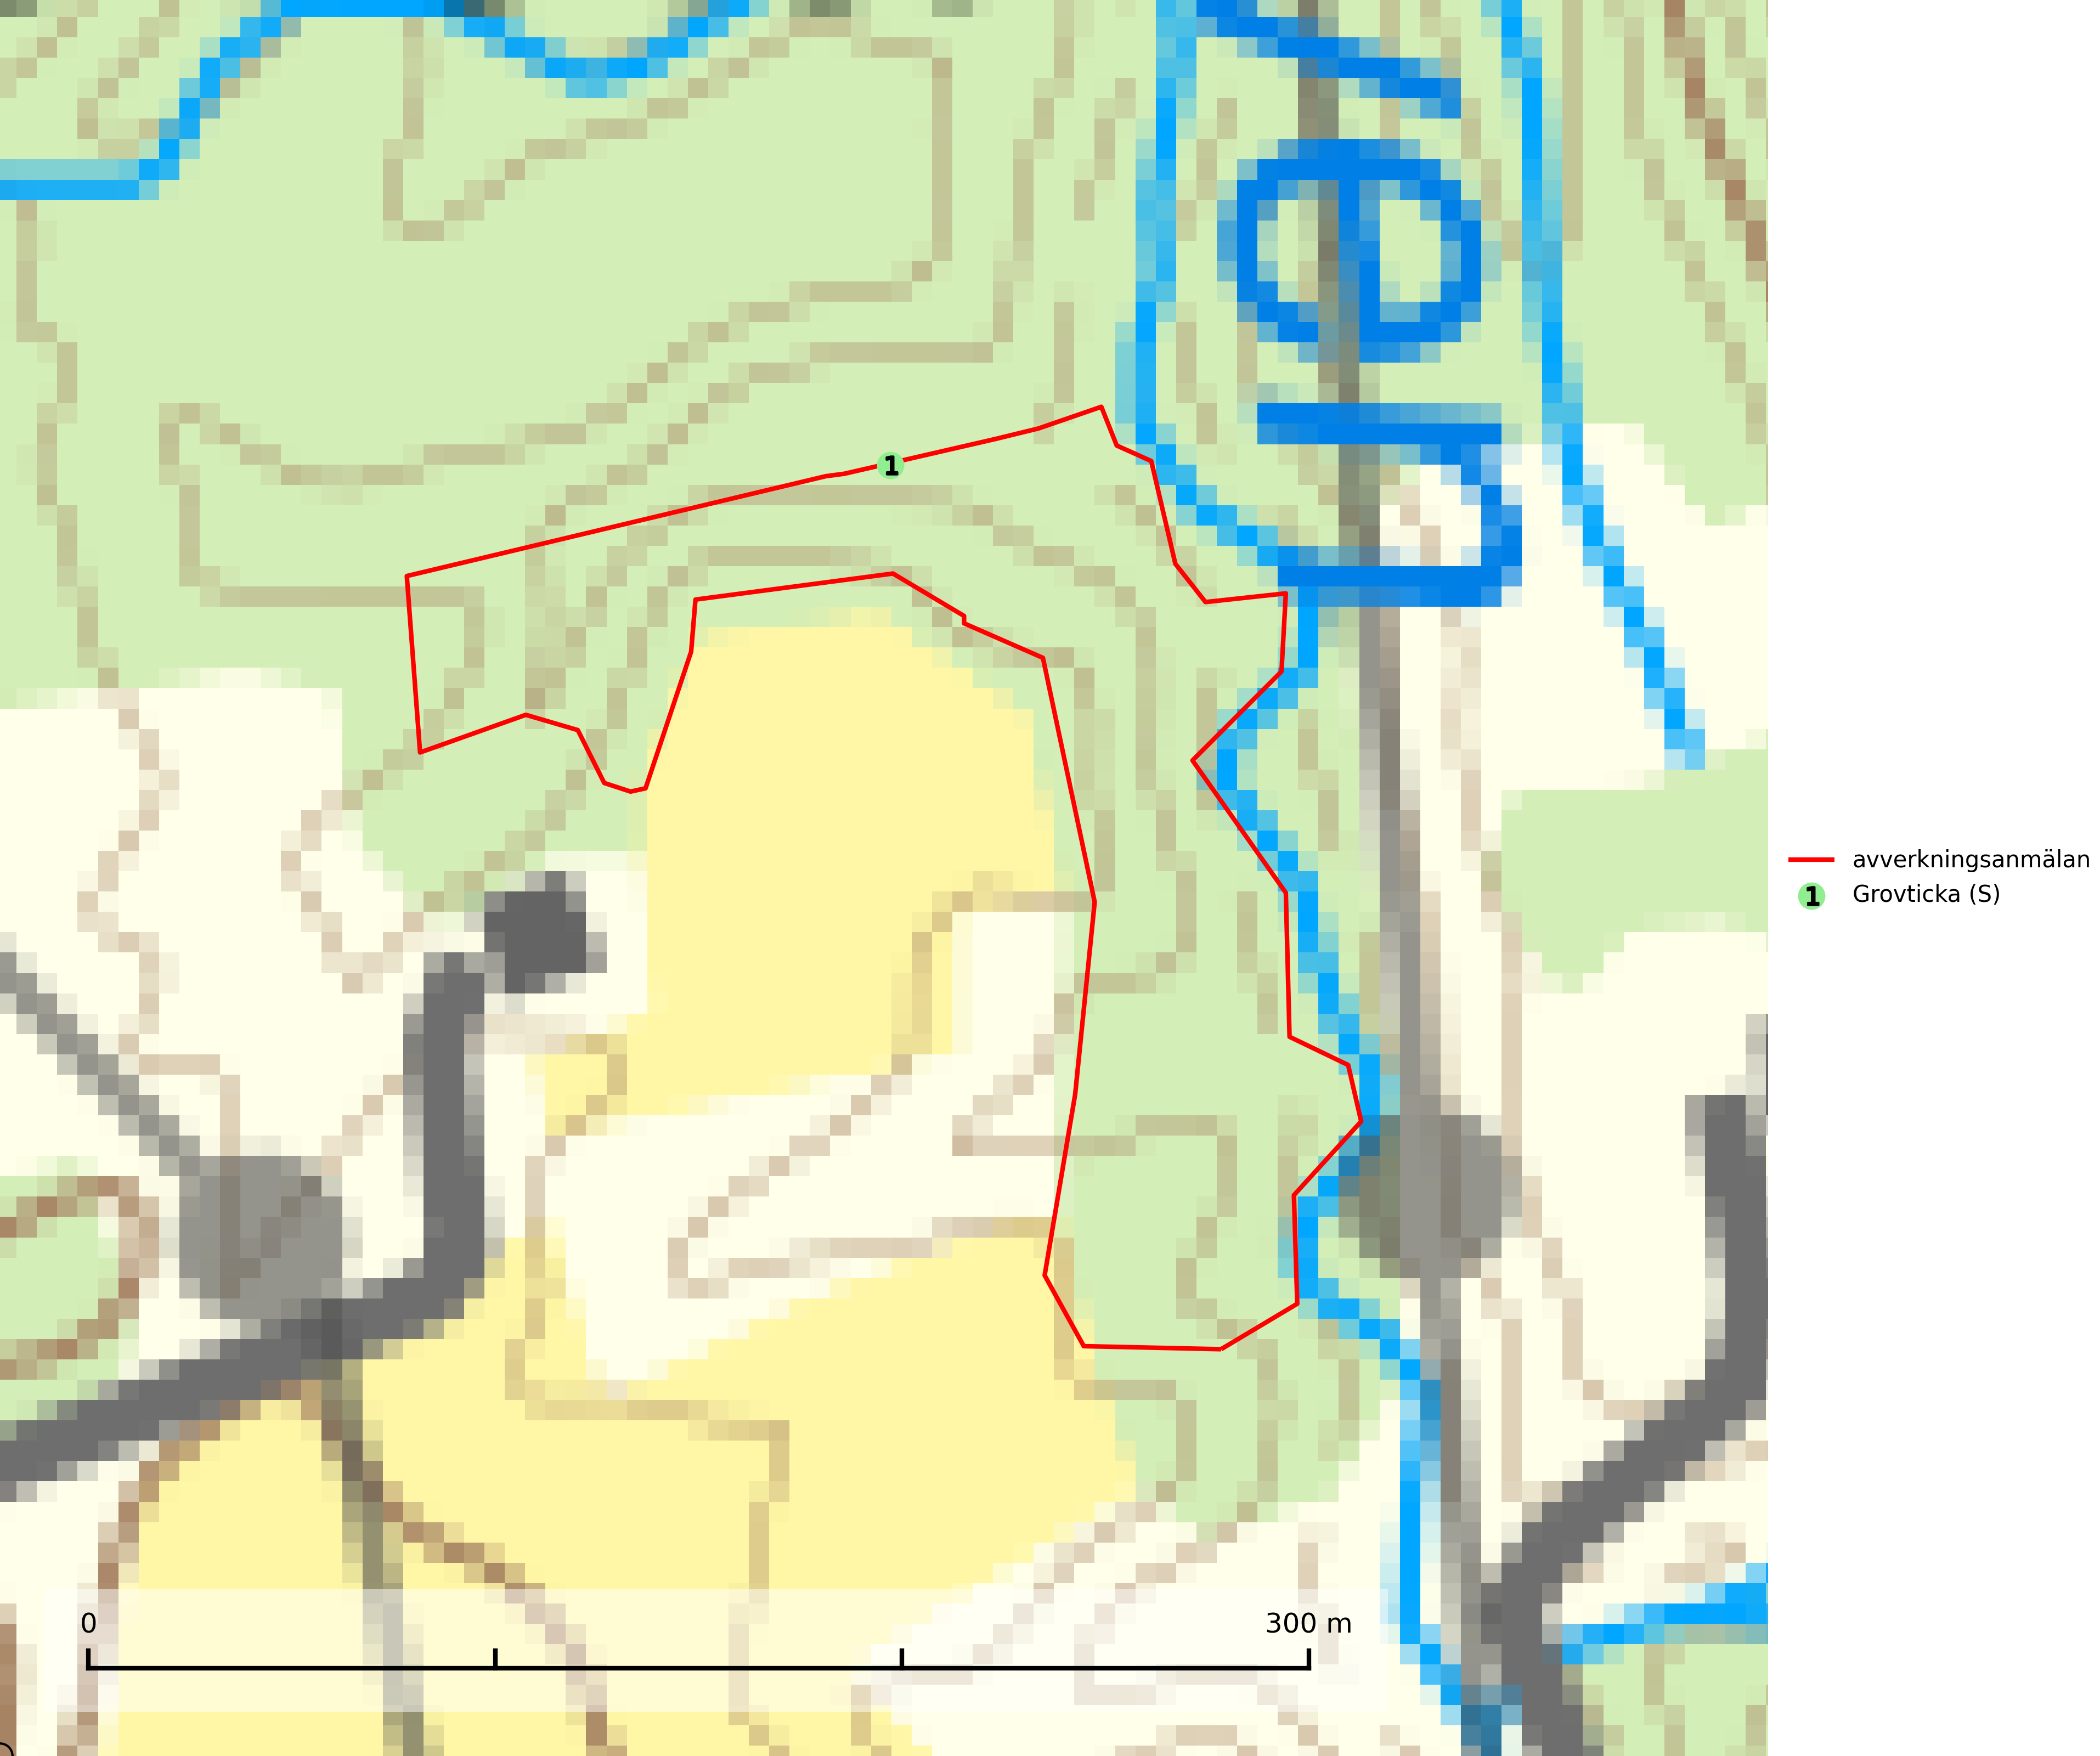 1
avverkningsanmälan
1 Grovticka (S)
0 300 m